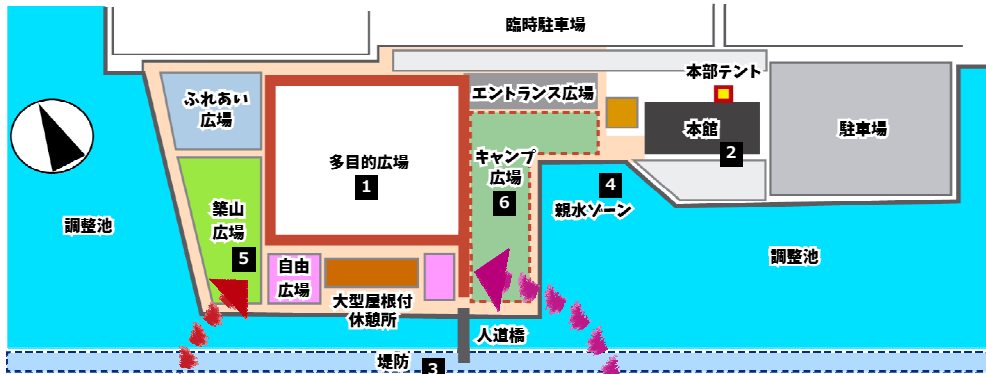 臨時駐車場
本部テント
エントランス広場
ふれあい
広場
本館
2
駐車場
多目的広場
1
キャンプ
広場
6
4
親水ゾーン
築山
広場
5
調整池
調整池
自由
広場
大型屋根付
休憩所
人道橋
堤防
3